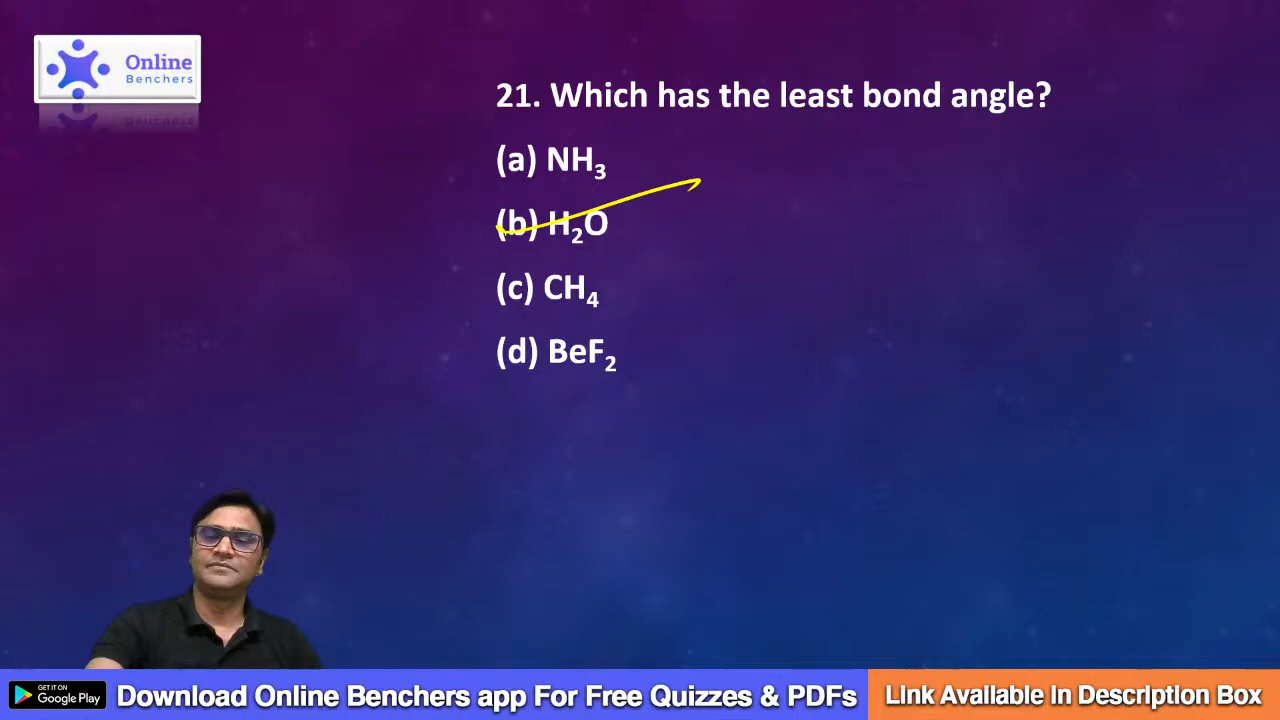 Online
Benchers
21. Which has the least bond angle?
(a) NH₃
(b) H₂O
(c) CH₄
(d) BeF₂
GET IT ON
Google Play
Download Online Benchers app For Free Quizzes & PDFs
Link Available In Description Box